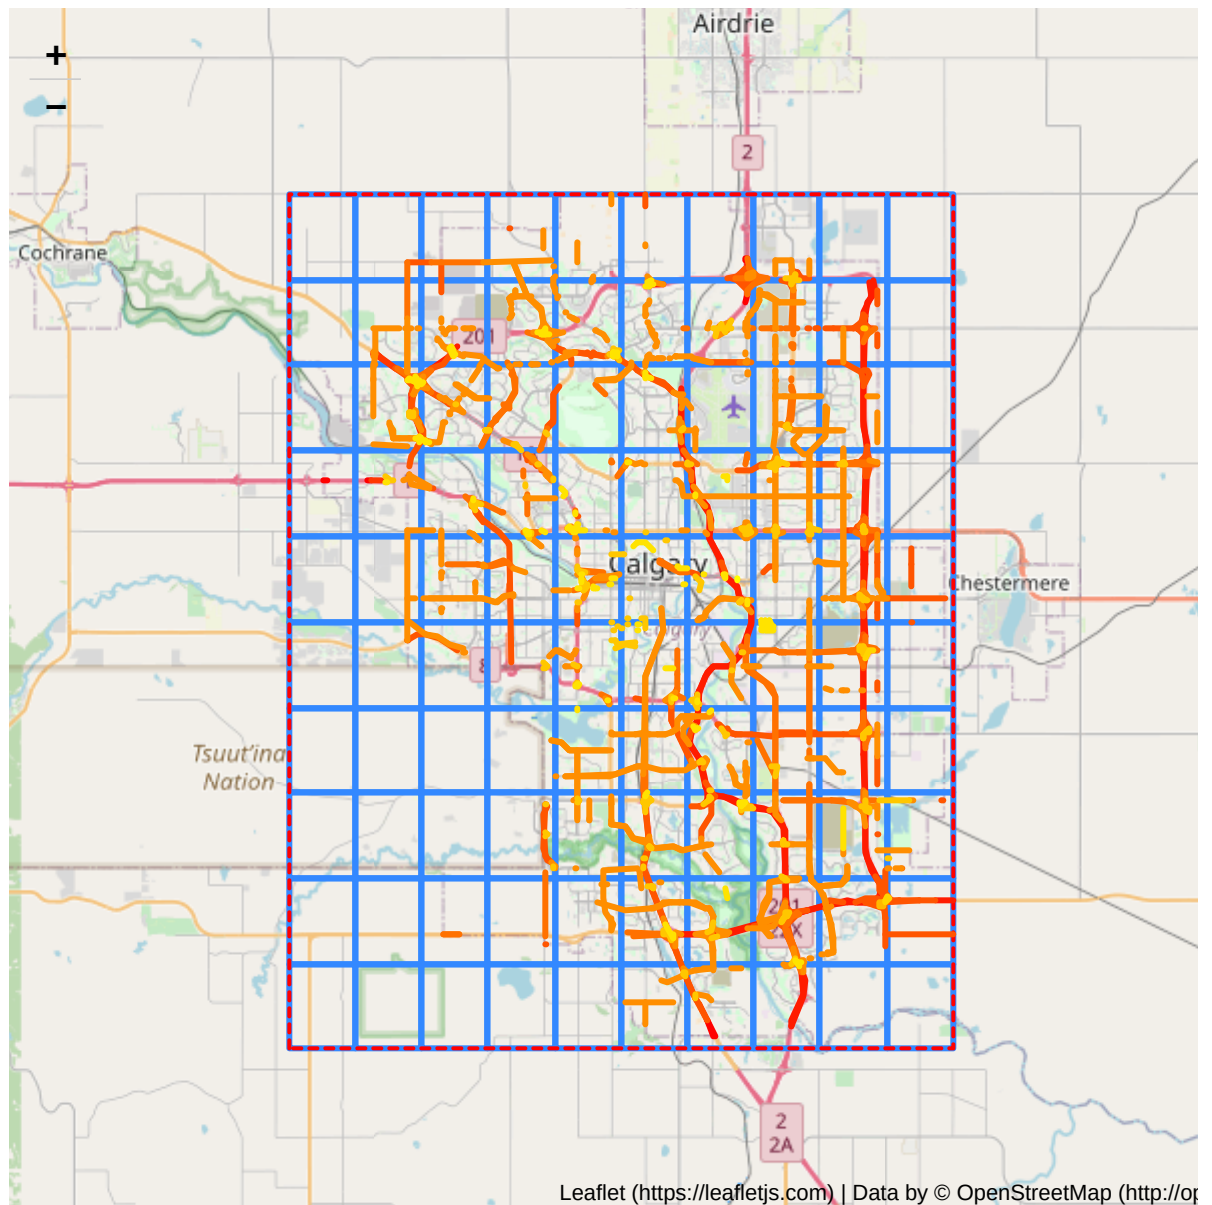 Airdrie
+
−
2
Cochrane
201
Calgary
Chestermere
Calgary
8
Tsuut'ina
Nation
201
22X
2
2A
Leaflet (https://leafletjs.com) | Data by © OpenStreetMap (http://op